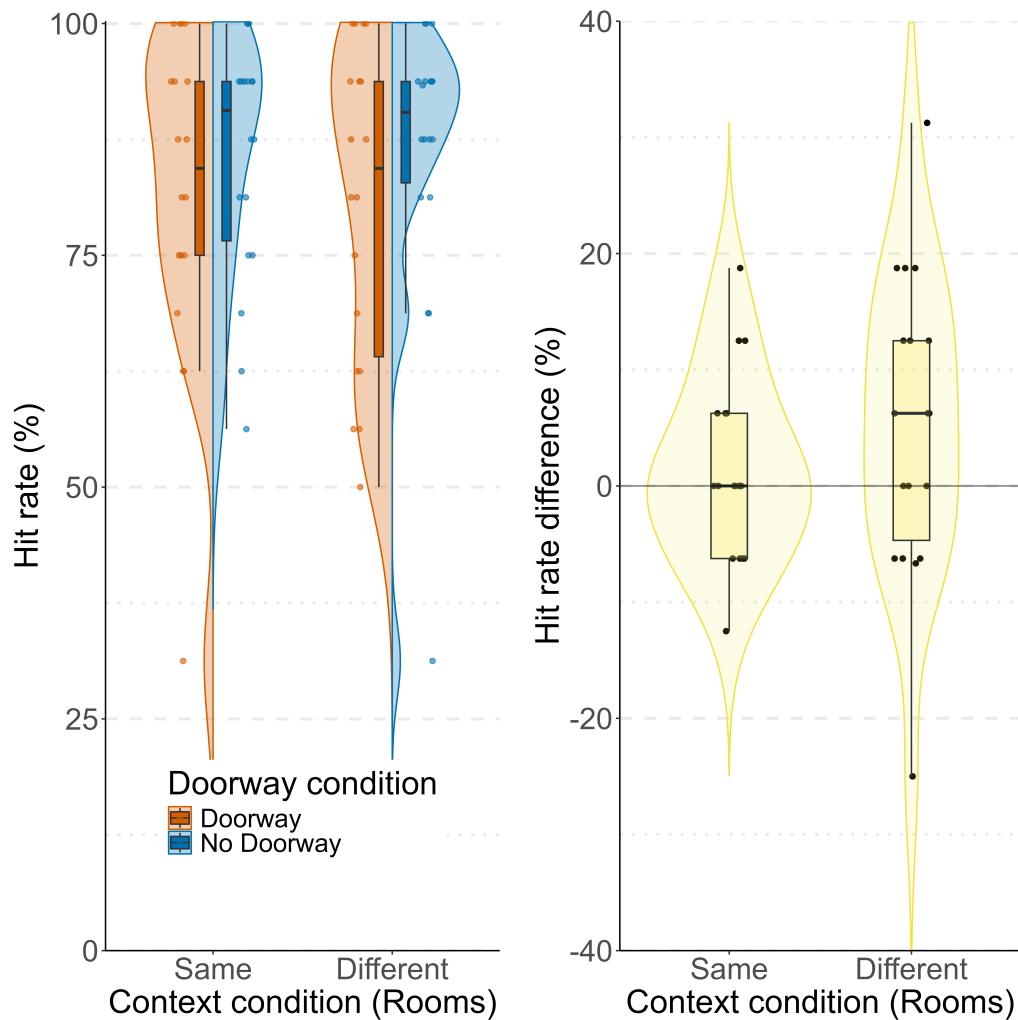 100
75
50
25
0
Hit rate (%)
Doorway condition
Doorway
No Doorway
Same
Different
Context condition (Rooms)
40
20
0
-20
-40
Hit rate difference (%)
Same
Different
Context condition (Rooms)